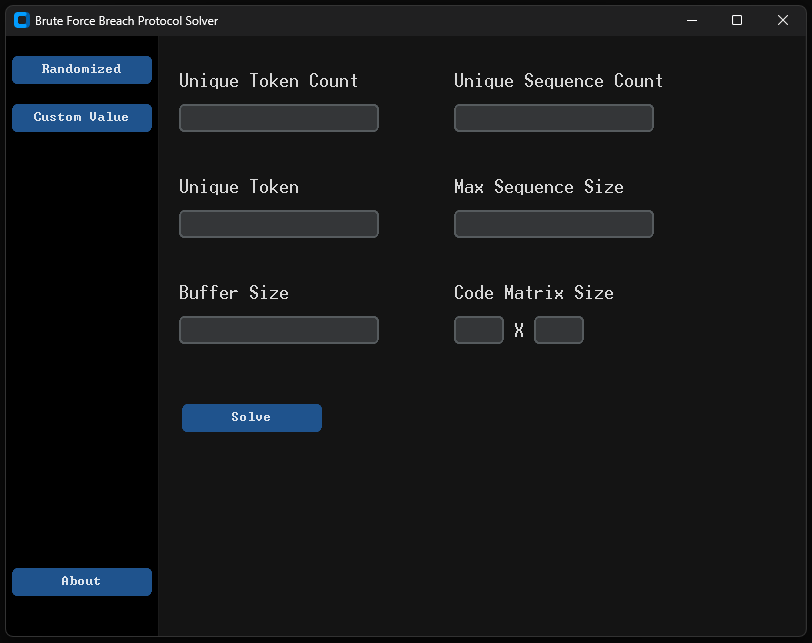 Brute Force Breach Protocol Solver
Randomized
Custom Value
About
Unique Token Count
Unique Sequence Count
Unique Token
Max Sequence Size
Buffer Size
Code Matrix Size
X
Solve